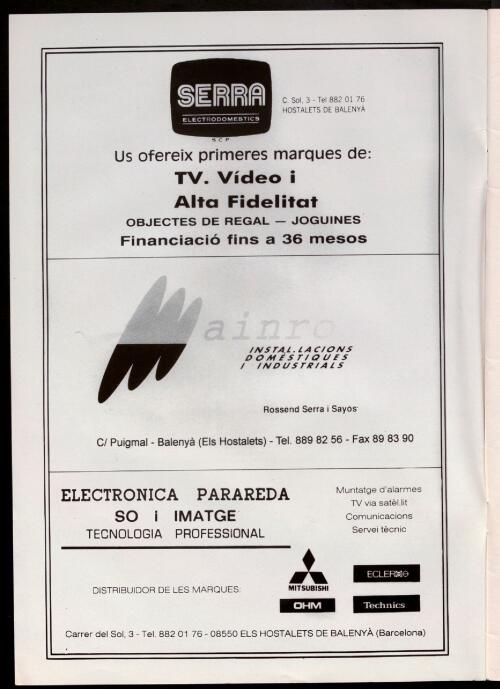 SERRA
ELECTRODOMESTICS
S.C.P.
C. Sol, 3 - Tel 882 01 76
HOSTALETS DE BALENYÀ
Us ofereix primeres marques de:
TV. Vídeo i
Alta Fidelitat
OBJECTES DE REGAL — JOGUINES
Financiació fins a 36 mesos
ainro
INSTAL.LACIONS
DOMÈSTIQUES
I INDUSTRIALS
Rossend Serra i Sayós
C/ Puigmal - Balenyà (Els Hostalets) - Tel. 889 82 56 - Fax 89 83 90
ELECTRONICA PARAREDA
SO i IMATGE
TECNOLOGIA PROFESSIONAL
Muntatge d'alarmes
TV via satèl.lit
Comunicacions
Servei tècnic
DISTRIBUIDOR DE LES MARQUES:
MITSUBISHI
ECLER
OHM
Technics
Carrer del Sol, 3 - Tel. 882 01 76 - 08550 ELS HOSTALETS DE BALENYÀ (Barcelona)